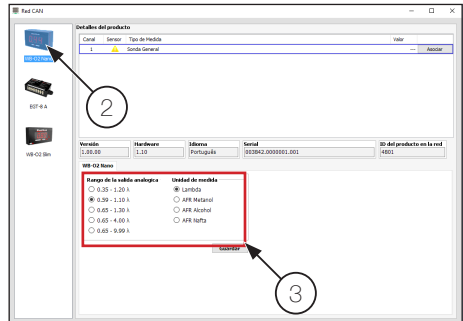 Red CAN
Detalles del producto
Canal Sensor Tipo de Medida Valor
1 Sonda General --- Asociar
WB-O2 Nano
EGT-8 A
WB-O2 Slim
2
Versión Hardware Idioma Serial ID del producto en la red
1.00.00 1.10 Portugués 003842.0000001.001 4801
WB-O2 Nano
Rango de la salida analogica Unidad de medida
0.35 - 1.20 λ Lambda
0.59 - 1.10 λ AFR Metanol
0.65 - 1.30 λ AFR Alcohol
0.65 - 4.00 λ AFR Nafta
0.65 - 9.99 λ
Guardar
3